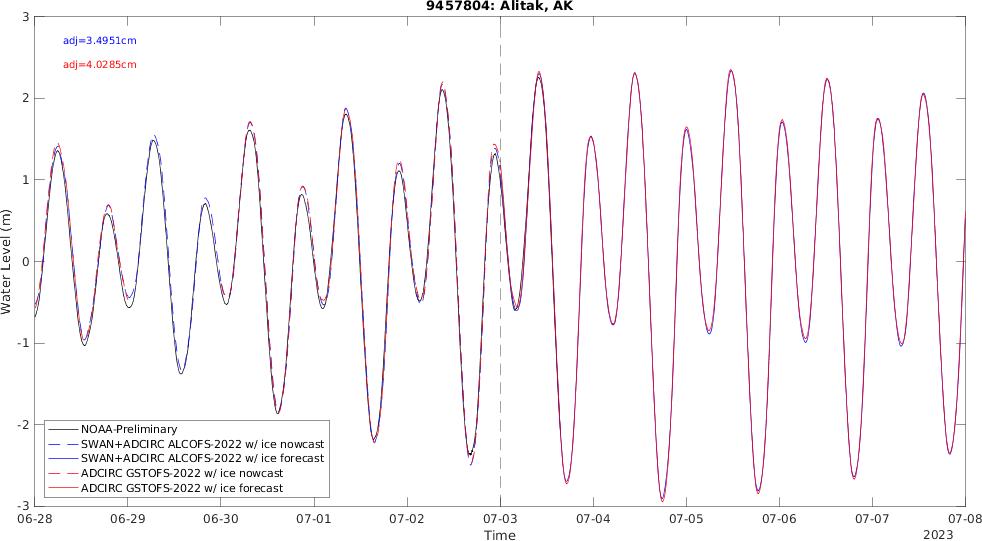 9457804: Alitak, AK
adj=3.4951cm
adj=4.0285cm
3
2
1
0
-1
-2
-3
Water Level (m)
NOAA-Preliminary
SWAN+ADCIRC ALCOFS-2022 w/ ice nowcast
SWAN+ADCIRC ALCOFS-2022 w/ ice forecast
ADCIRC GSTOFS-2022 w/ ice nowcast
ADCIRC GSTOFS-2022 w/ ice forecast
06-28 06-29 06-30 07-01 07-02 07-03 07-04 07-05 07-06 07-07 07-08
Time
2023